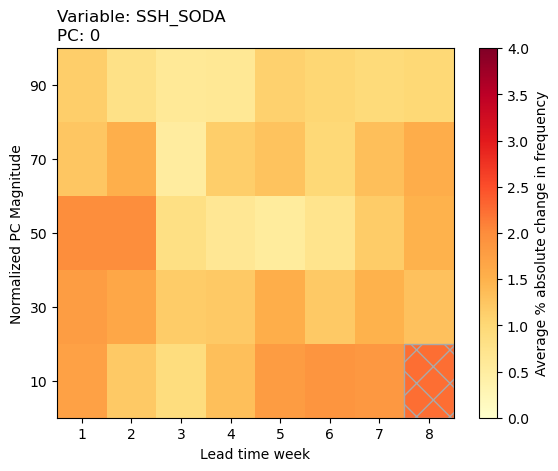 Variable: SSH_SODA
PC: 0
Normalized PC Magnitude
90
70
50
30
10
1 2 3 4 5 6 7 8
Lead time week
4.0
3.5
3.0
2.5
2.0
1.5
1.0
0.5
0.0
Average % absolute change in frequency